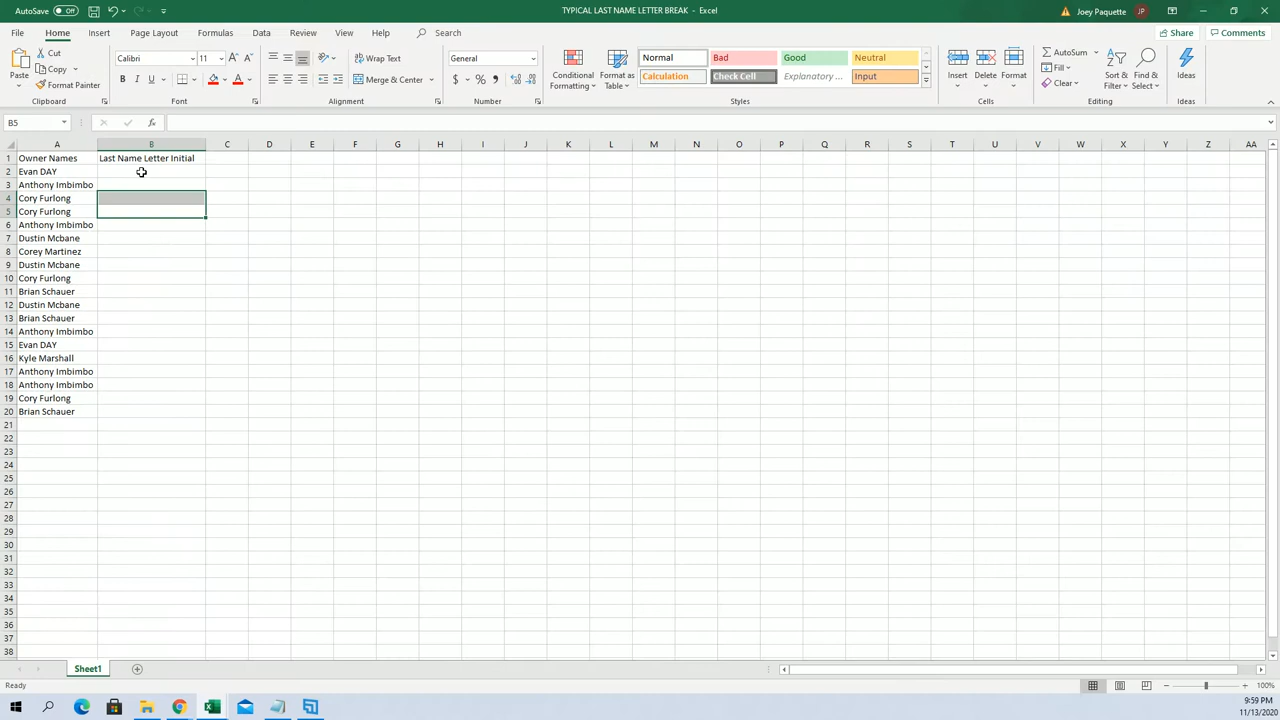 AutoSave Off
TYPICAL LAST NAME LETTER BREAK - Excel
Joey Paquette JP
File Home Insert Page Layout Formulas Data Review View Help Search
Share Comments
Paste
Cut
Copy
Format Painter
Clipboard
Calibri 11
B I U
Font
Wrap Text
Merge & Center
Alignment
General
$ % ,
Number
Conditional Formatting
Format as Table
Normal Bad Good Neutral
Calculation Check Cell Explanatory ... Input
Styles
Insert Delete Format
Cells
AutoSum
Fill
Clear
Sort & Filter
Find & Select
Editing
Ideas
Ideas
B5 fx
A B C D E F G H I J K L M N O P Q R S T U V W X Y Z AA
1 Owner Names Last Name Letter Initial
2 Evan DAY
3 Anthony Imbimbo
4 Cory Furlong
5 Cory Furlong
6 Anthony Imbimbo
7 Dustin Mcbane
8 Corey Martinez
9 Dustin Mcbane
10 Cory Furlong
11 Brian Schauer
12 Dustin Mcbane
13 Brian Schauer
14 Anthony Imbimbo
15 Evan DAY
16 Kyle Marshall
17 Anthony Imbimbo
18 Anthony Imbimbo
19 Cory Furlong
20 Brian Schauer
21
22
23
24
25
26
27
28
29
30
31
32
33
34
35
36
37
38
Sheet1
Ready
100%
9:59 PM
11/13/2020